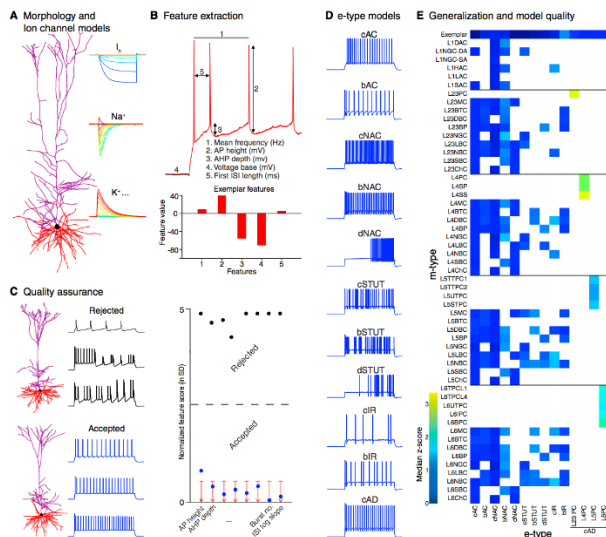 A Morphology and
Ion channel models
Ih
Na+
K+...
B Feature extraction
1
5
2
3
4
1. Mean frequency (Hz)
2. AP height (mV)
3. AHP depth (mv)
4. Voltage base (mV)
5. First ISI length (ms)
Exemplar features
Feature value
40
0
-40
-80
1 2 3 4 5
Features
C Quality assurance
Rejected
Accepted
Normalized feature score (in SD)
5
0
Rejected
Accepted
AP height
AHP depth
...
Burst no.
ISI log slope
D e-type models
cAC
bAC
cNAC
bNAC
dNAC
cSTUT
bSTUT
dSTUT
cIR
bIR
cAD
E Generalization and model quality
m-type
Exemplar
L1DAC
L1NGC-DA
L1NGC-SA
L1HAC
L1LAC
L1SAC
L23PC
L23MC
L23BTC
L23DBC
L23BP
L23NGC
L23LBC
L23NBC
L23SBC
L23ChC
L4PC
L4SP
L4SS
L4MC
L4BTC
L4DBC
L4BP
L4NGC
L4LBC
L4NBC
L4SBC
L4ChC
L5TTPC1
L5TTPC2
L5UTPC
L5STPC
L5MC
L5BTC
L5DBC
L5BP
L5NGC
L5LBC
L5NBC
L5SBC
L5ChC
L6TPCL1
L6TPCL4
L6UTPC
L6IPC
L6BPC
L6MC
L6BTC
L6DBC
L6BP
L6NGC
L6LBC
L6NBC
L6SBC
L6ChC
Median z-score
3
2
1
0
cAC
bAC
cNAC
bNAC
dNAC
cSTUT
bSTUT
dSTUT
cIR
bIR
L23 PC
L4PC
L5PC
L6PC
cAD
e-type